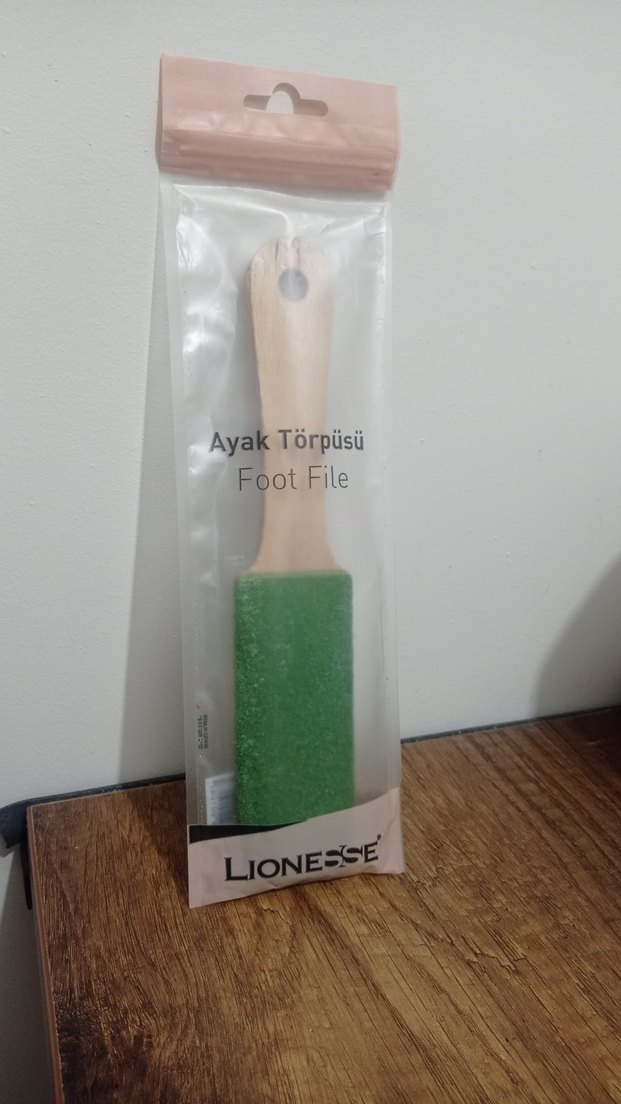 Ayak Törpüsü
Foot File
LIONESSE®